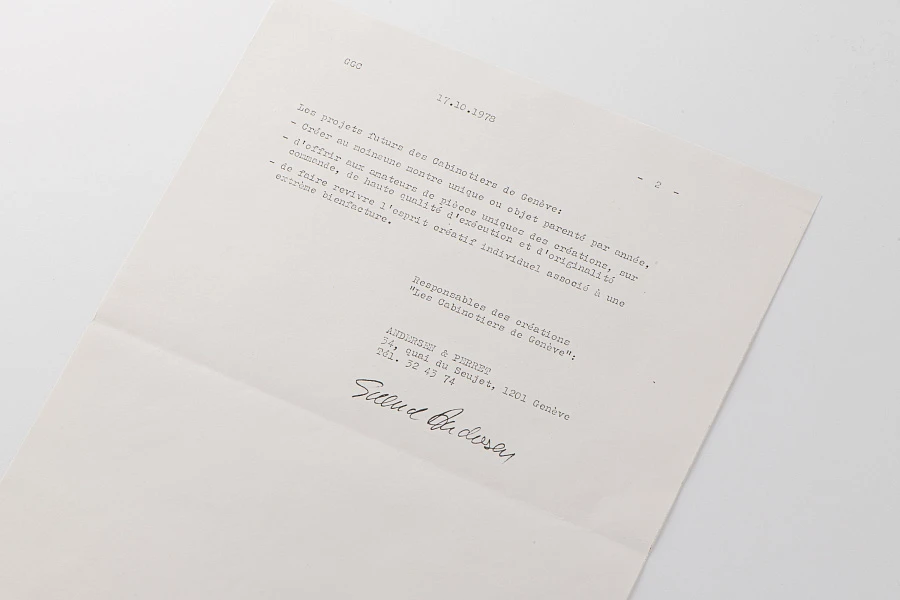 GGC
17.10.1978
- 2 -
Les projets futurs des Cabinotiers de Genève:
- Créer au moinsune montre unique ou objet parenté par année,
- d'offrir aux amateurs de pièces uniques des créations, sur
commande, de haute qualité d'exécution et d'originalité
- de faire revivre l'esprit créatif individuel associé à une
extrème bienfacture.
Responsables des créations
"Les Cabinotiers de Genève":
ANDERSEN & PERRET
34, quai du Seujet, 1201 Genève
Tél. 32 43 74
Svend Andersen